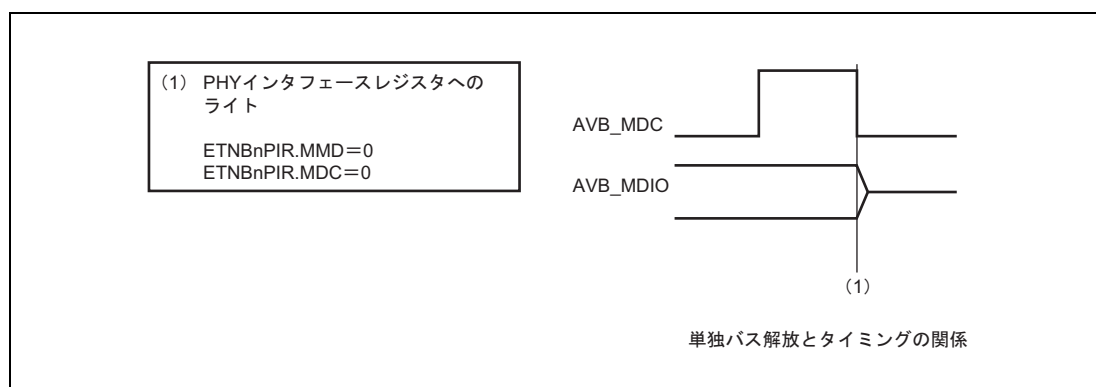 （1） PHYインタフェースレジスタへの
ライト
ETNBnPIR.MMD＝0
ETNBnPIR.MDC＝0
AVB_MDC
AVB_MDIO
（1）
単独バス解放とタイミングの関係